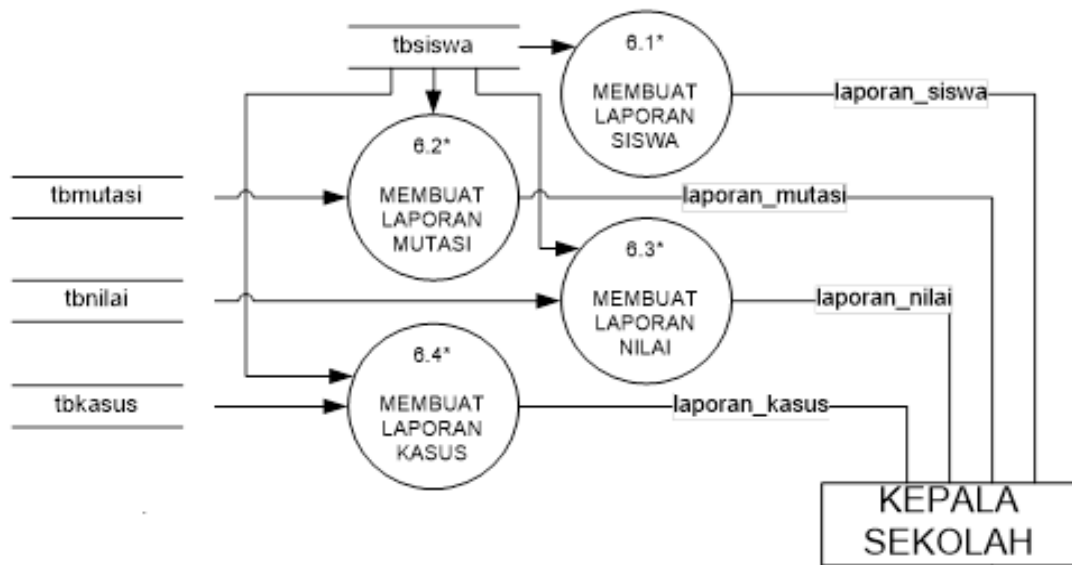 tbsiswa
6.1*
MEMBUAT
LAPORAN
SISWA
laporan_siswa
6.2*
MEMBUAT
LAPORAN
MUTASI
tbmutasi
laporan_mutasi
6.3*
MEMBUAT
LAPORAN
NILAI
tbnilai
laporan_nilai
6.4*
MEMBUAT
LAPORAN
KASUS
tbkasus
laporan_kasus
KEPALA
SEKOLAH